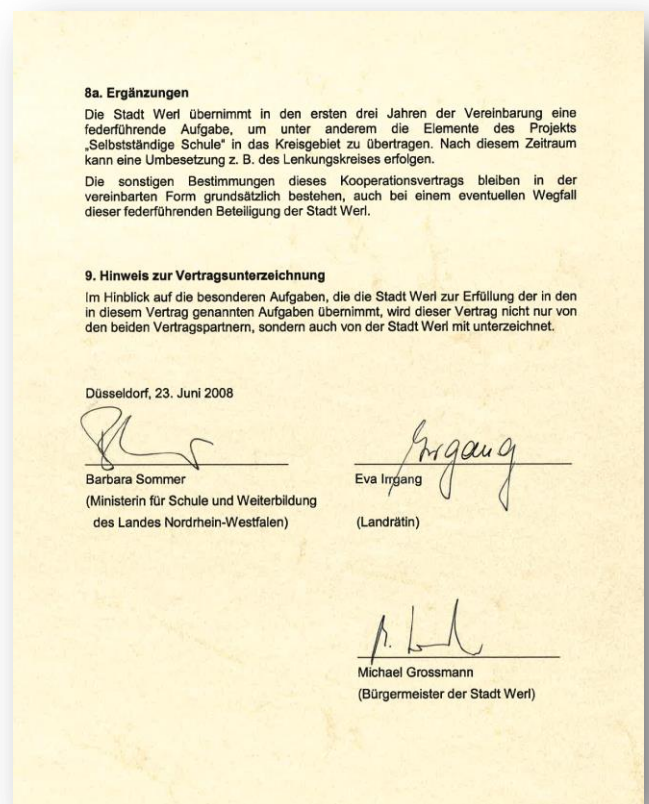 8a. Ergänzungen
Die Stadt Werl übernimmt in den ersten drei Jahren der Vereinbarung eine
federführende Aufgabe, um unter anderem die Elemente des Projekts
„Selbstständige Schule" in das Kreisgebiet zu übertragen. Nach diesem Zeitraum
kann eine Umbesetzung z. B. des Lenkungskreises erfolgen.
Die sonstigen Bestimmungen dieses Kooperationsvertrags bleiben in der
vereinbarten Form grundsätzlich bestehen, auch bei einem eventuellen Wegfall
dieser federführenden Beteiligung der Stadt Werl.
9. Hinweis zur Vertragsunterzeichnung
Im Hinblick auf die besonderen Aufgaben, die die Stadt Werl zur Erfüllung der in den
in diesem Vertrag genannten Aufgaben übernimmt, wird dieser Vertrag nicht nur von
den beiden Vertragspartnern, sondern auch von der Stadt Werl mit unterzeichnet.
Düsseldorf, 23. Juni 2008
Irrgang
Barbara Sommer
Eva Irrgang
(Ministerin für Schule und Weiterbildung
des Landes Nordrhein-Westfalen)
(Landrätin)
Michael Grossmann
(Bürgermeister der Stadt Werl)